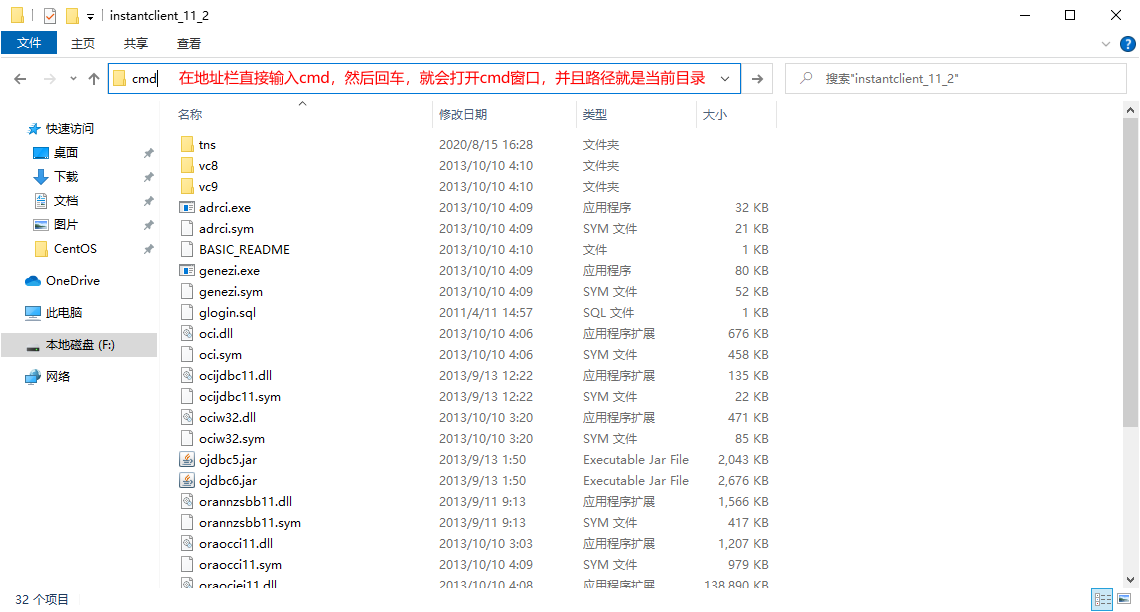 instantclient_11_2
文件 主页 共享 查看
cmd 在地址栏直接输入cmd，然后回车，就会打开cmd窗口，并且路径就是当前目录
搜索"instantclient_11_2"
快速访问
桌面
下载
文档
图片
CentOS
OneDrive
此电脑
本地磁盘 (F:)
网络
名称 修改日期 类型 大小
tns 2020/8/15 16:28 文件夹
vc8 2013/10/10 4:10 文件夹
vc9 2013/10/10 4:10 文件夹
adrci.exe 2013/10/10 4:09 应用程序 32 KB
adrci.sym 2013/10/10 4:09 SYM 文件 21 KB
BASIC_README 2013/10/10 4:10 文件 1 KB
genezi.exe 2013/10/10 4:09 应用程序 80 KB
genezi.sym 2013/10/10 4:09 SYM 文件 52 KB
glogin.sql 2011/4/11 14:57 SQL 文件 1 KB
oci.dll 2013/10/10 4:06 应用程序扩展 676 KB
oci.sym 2013/10/10 4:06 SYM 文件 458 KB
ocijdbc11.dll 2013/9/13 12:22 应用程序扩展 135 KB
ocijdbc11.sym 2013/9/13 12:22 SYM 文件 22 KB
ociw32.dll 2013/10/10 3:20 应用程序扩展 471 KB
ociw32.sym 2013/10/10 3:20 SYM 文件 85 KB
ojdbc5.jar 2013/9/13 1:50 Executable Jar File 2,043 KB
ojdbc6.jar 2013/9/13 1:50 Executable Jar File 2,676 KB
orannzsbb11.dll 2013/9/11 9:13 应用程序扩展 1,566 KB
orannzsbb11.sym 2013/9/11 9:13 SYM 文件 417 KB
oraocci11.dll 2013/10/10 3:03 应用程序扩展 1,207 KB
oraocci11.sym 2013/10/10 4:09 SYM 文件 979 KB
oraociei11.dll 2013/10/10 4:08 应用程序扩展 138,890 KB
32 个项目